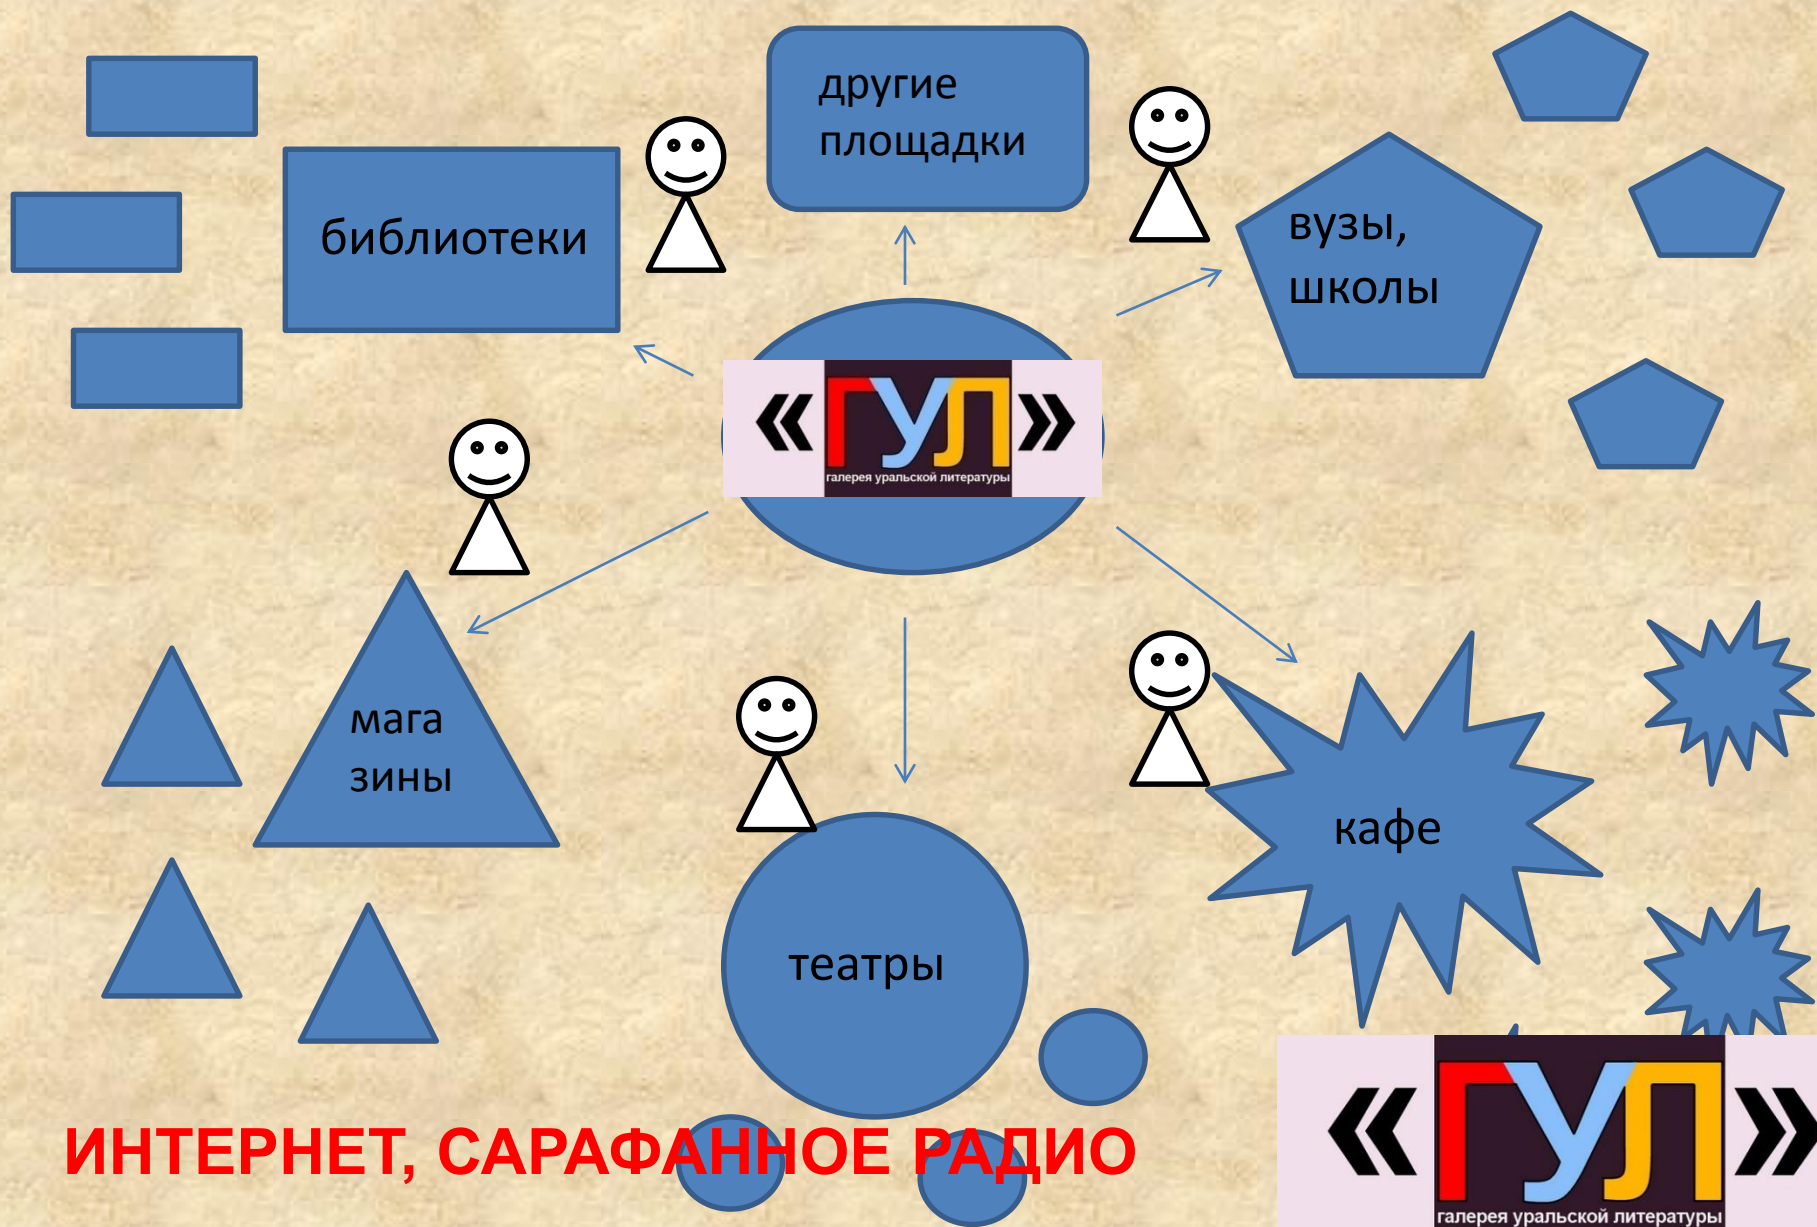 другие
площадки
библиотеки
вузы,
школы
«ГУЛ»
галерея уральской литературы
мага
зины
кафе
театры
ИНТЕРНЕТ, САРАФАННОЕ РАДИО
«ГУЛ»
галерея уральской литературы